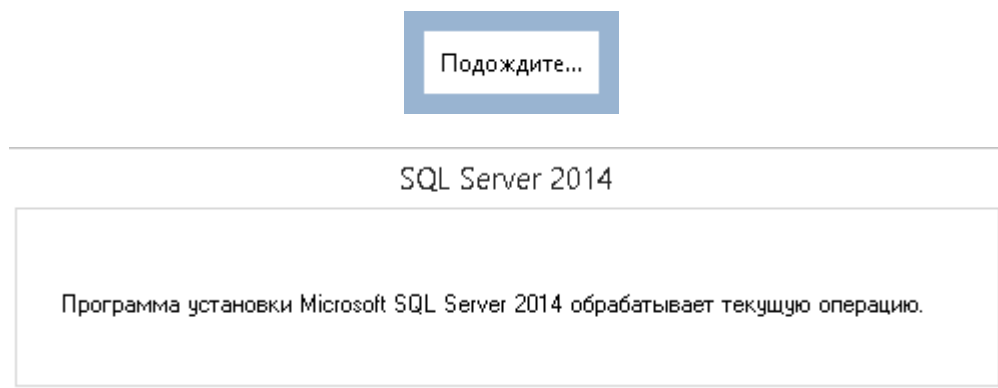 Подождите...
SQL Server 2014
Программа установки Microsoft SQL Server 2014 обрабатывает текущую операцию.